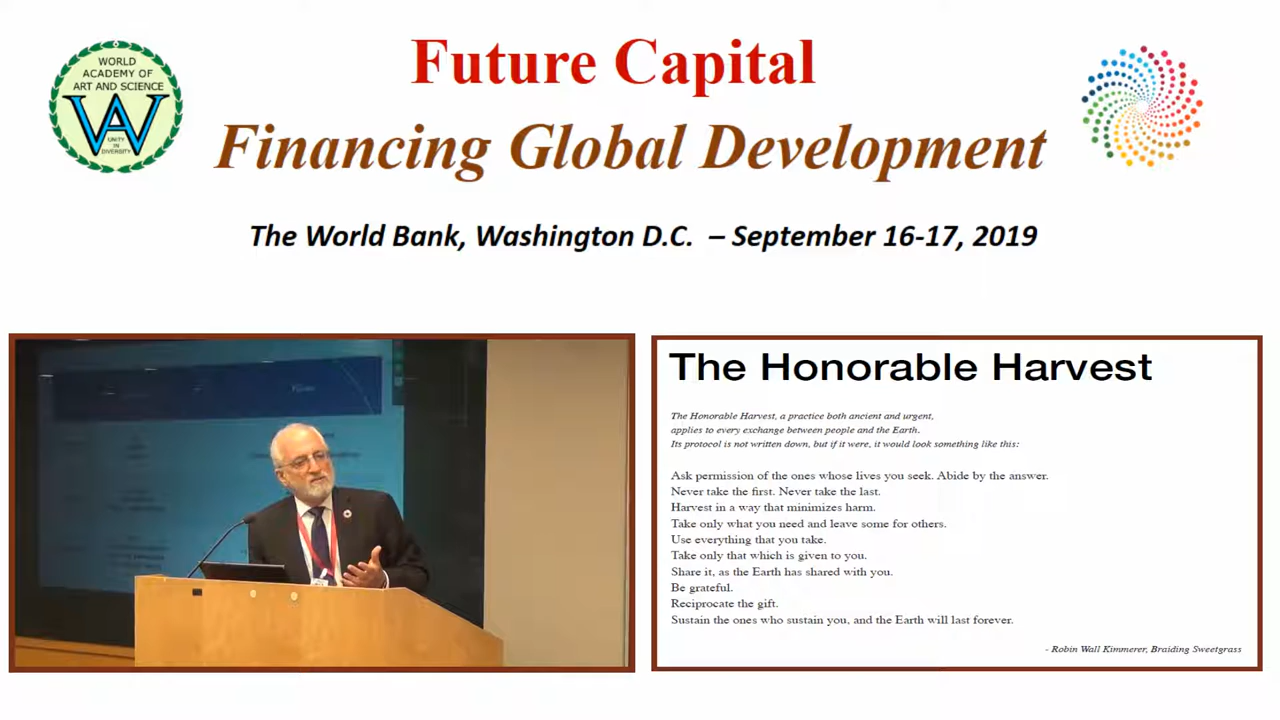 WORLD
ACADEMY OF
ART AND SCIENCE
UNITY
IN
DIVERSITY
Future Capital
Financing Global Development
The World Bank, Washington D.C. – September 16-17, 2019
The Honorable Harvest
The Honorable Harvest, a practice both ancient and urgent,
applies to every exchange between people and the Earth.
Its protocol is not written down, but if it were, it would look something like this:
Ask permission of the ones whose lives you seek. Abide by the answer.
Never take the first. Never take the last.
Harvest in a way that minimizes harm.
Take only what you need and leave some for others.
Use everything that you take.
Take only that which is given to you.
Share it, as the Earth has shared with you.
Be grateful.
Reciprocate the gift.
Sustain the ones who sustain you, and the Earth will last forever.
- Robin Wall Kimmerer, Braiding Sweetgrass